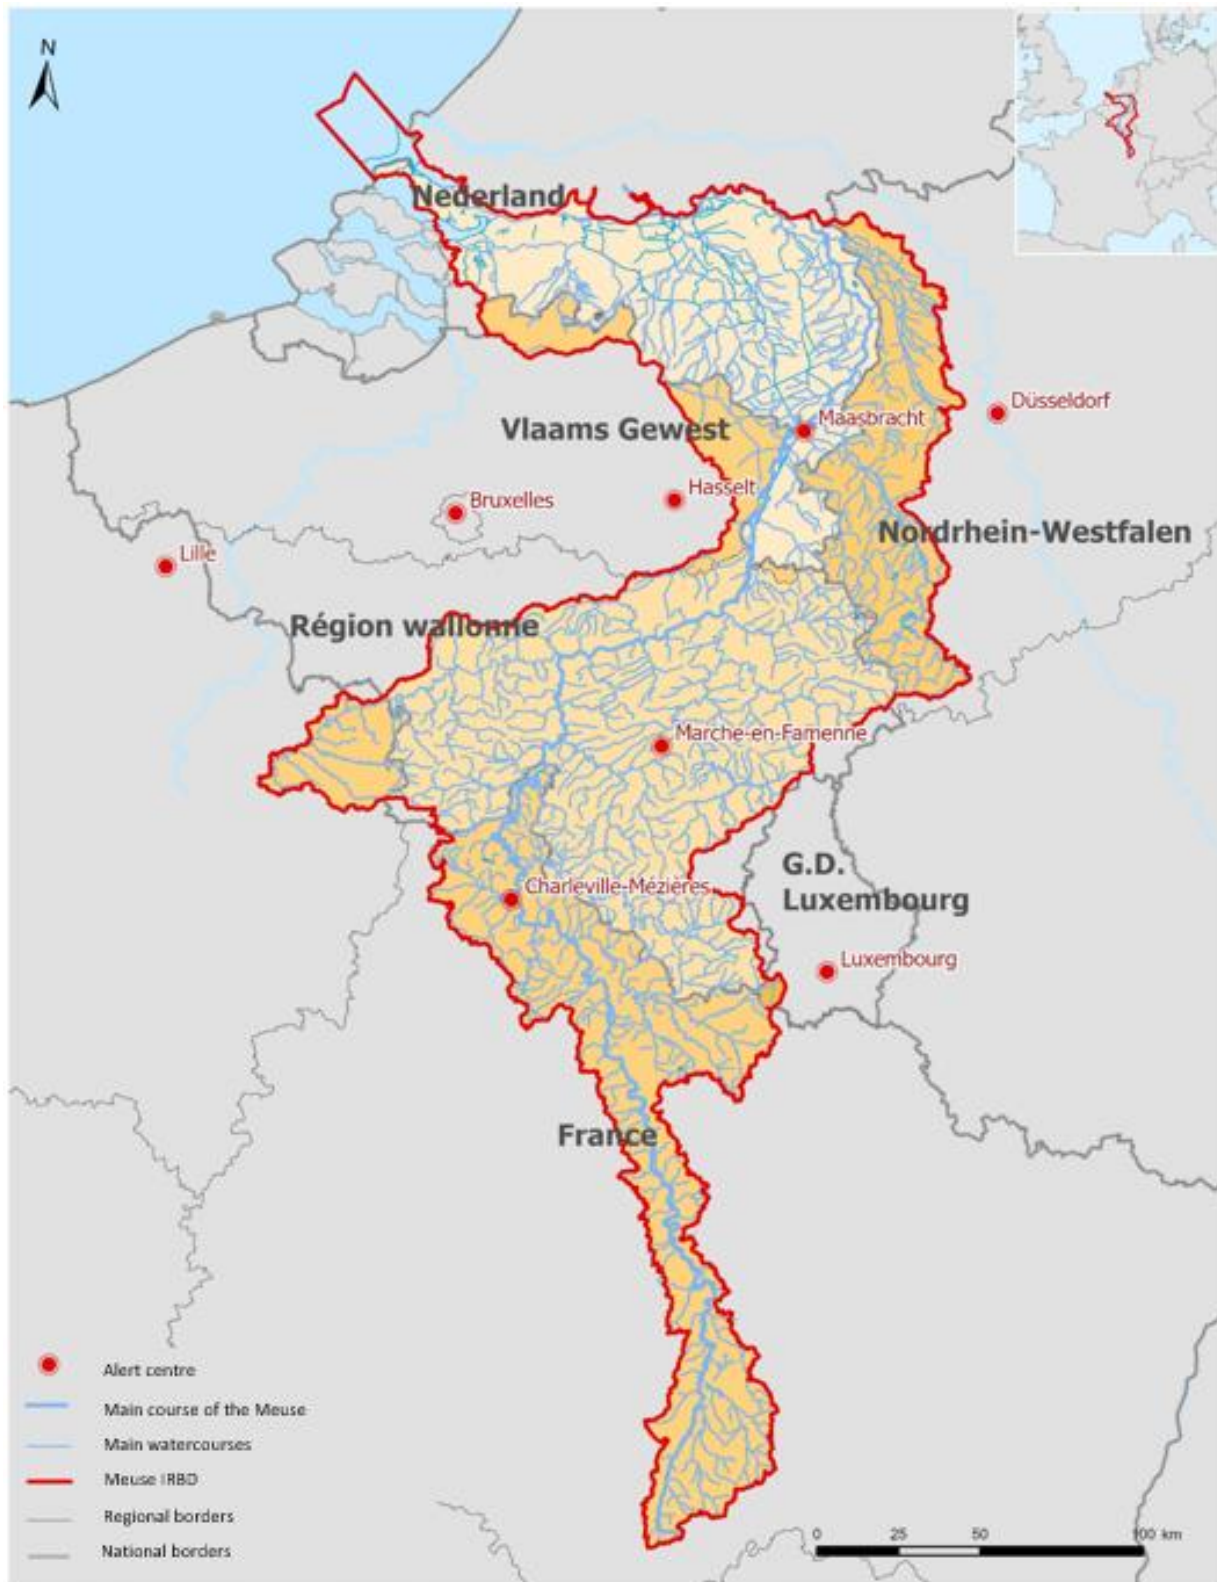 N
Nederland
Düsseldorf
Maasbracht
Vlaams Gewest
Hasselt
Bruxelles
Nordrhein-Westfalen
Lille
Région wallonne
Marche-en-Famenne
G.D.
Luxembourg
Charleville-Mézières
Luxembourg
France
Alert centre
Main course of the Meuse
Main watercourses
Meuse IRBD
Regional borders
National borders
0 25 50 100 km